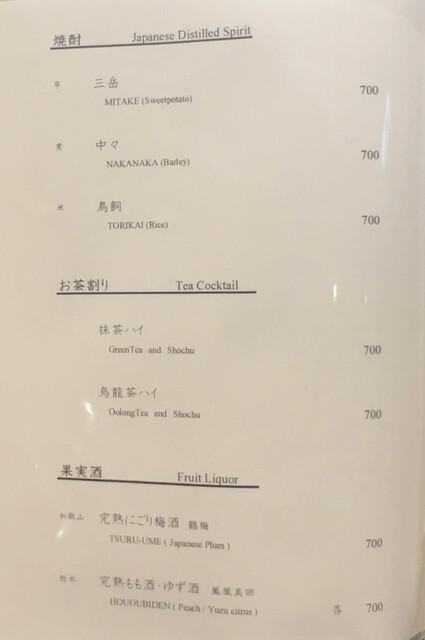 焼酎 Japanese Distilled Spirit
芋 三岳 700
MITAKE (Sweetpotato)
麦 中々 700
NAKANAKA (Barley)
米 鳥飼 700
TORIKAI (Rice)
お茶割り Tea Cocktail
抹茶ハイ
GreenTea and Shochu 700
烏龍茶ハイ
OolongTea and Shochu 700
果実酒 Fruit Liquor
和歌山 完熟にごり梅酒 鶴梅
TSURU-UME ( Japanese Plum ) 700
栃木 完熟もも酒・ゆず酒 鳳凰美田
HOUOUBIDEN ( Peach / Yuzu citrus ) 各 700